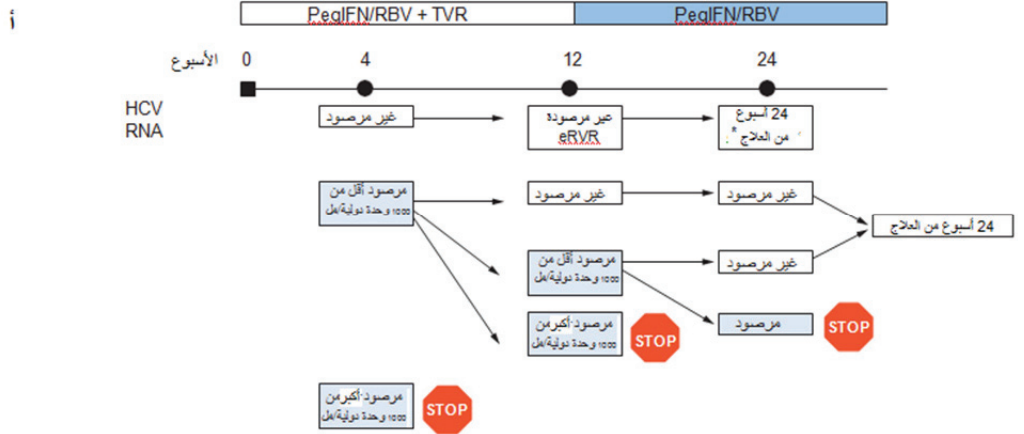 أ
PegIFN/RBV + TVR
PegIFN/RBV
الأسبوع 0 4 12 24
HCV
RNA
غير مرصود
عير مرصودة
eRVR
24 أسبوع
من العلاج *
مرصود أقل من
1000 وحدة دولية/مل
غير مرصود
غير مرصود
24 أسبوع من العلاج
مرصود أقل من
1000 وحدة دولية/مل
غير مرصود
مرصود أكبر من
1000 وحدة دولية/مل
STOP
مرصود
STOP
مرصود أكبر من
1000 وحدة دولية/مل
STOP